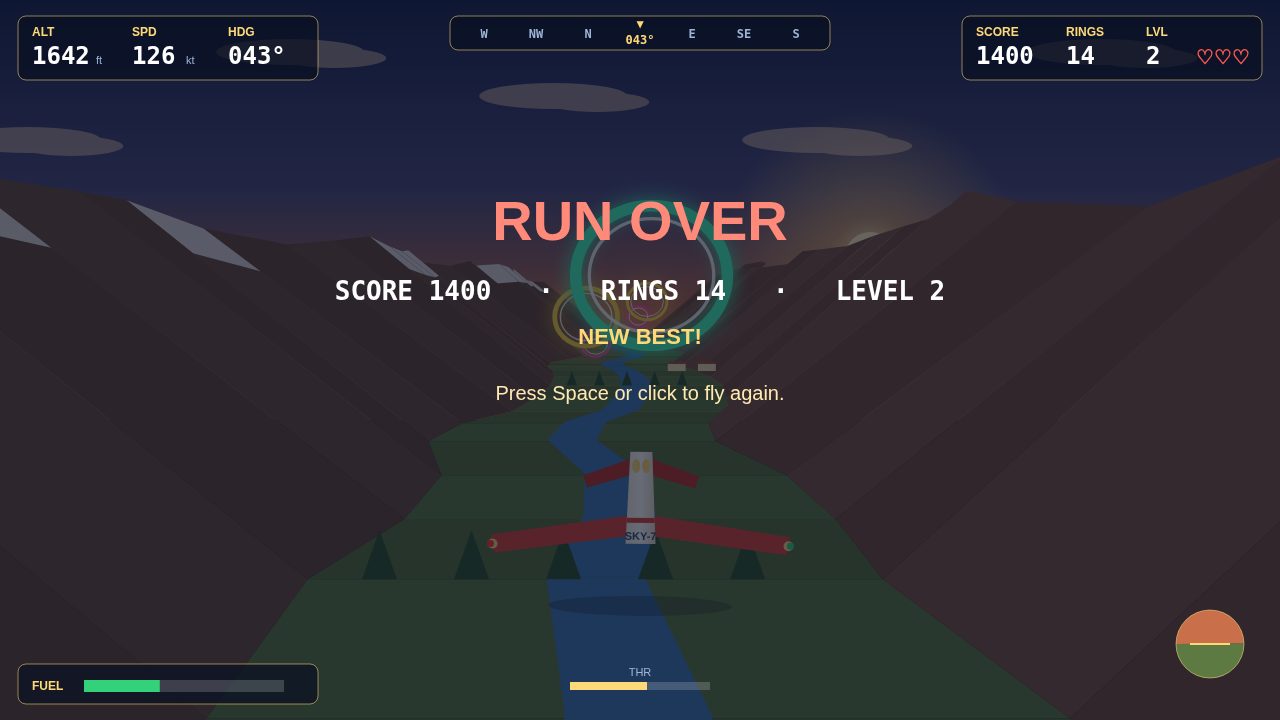 ALT SPD HDG
1642 ft 126 kt 043°
W NW N 043° E SE S
SCORE RINGS LVL
1400 14 2
RUN OVER
SCORE 1400 · RINGS 14 · LEVEL 2
NEW BEST!
Press Space or click to fly again.
SKY-7
THR
FUEL